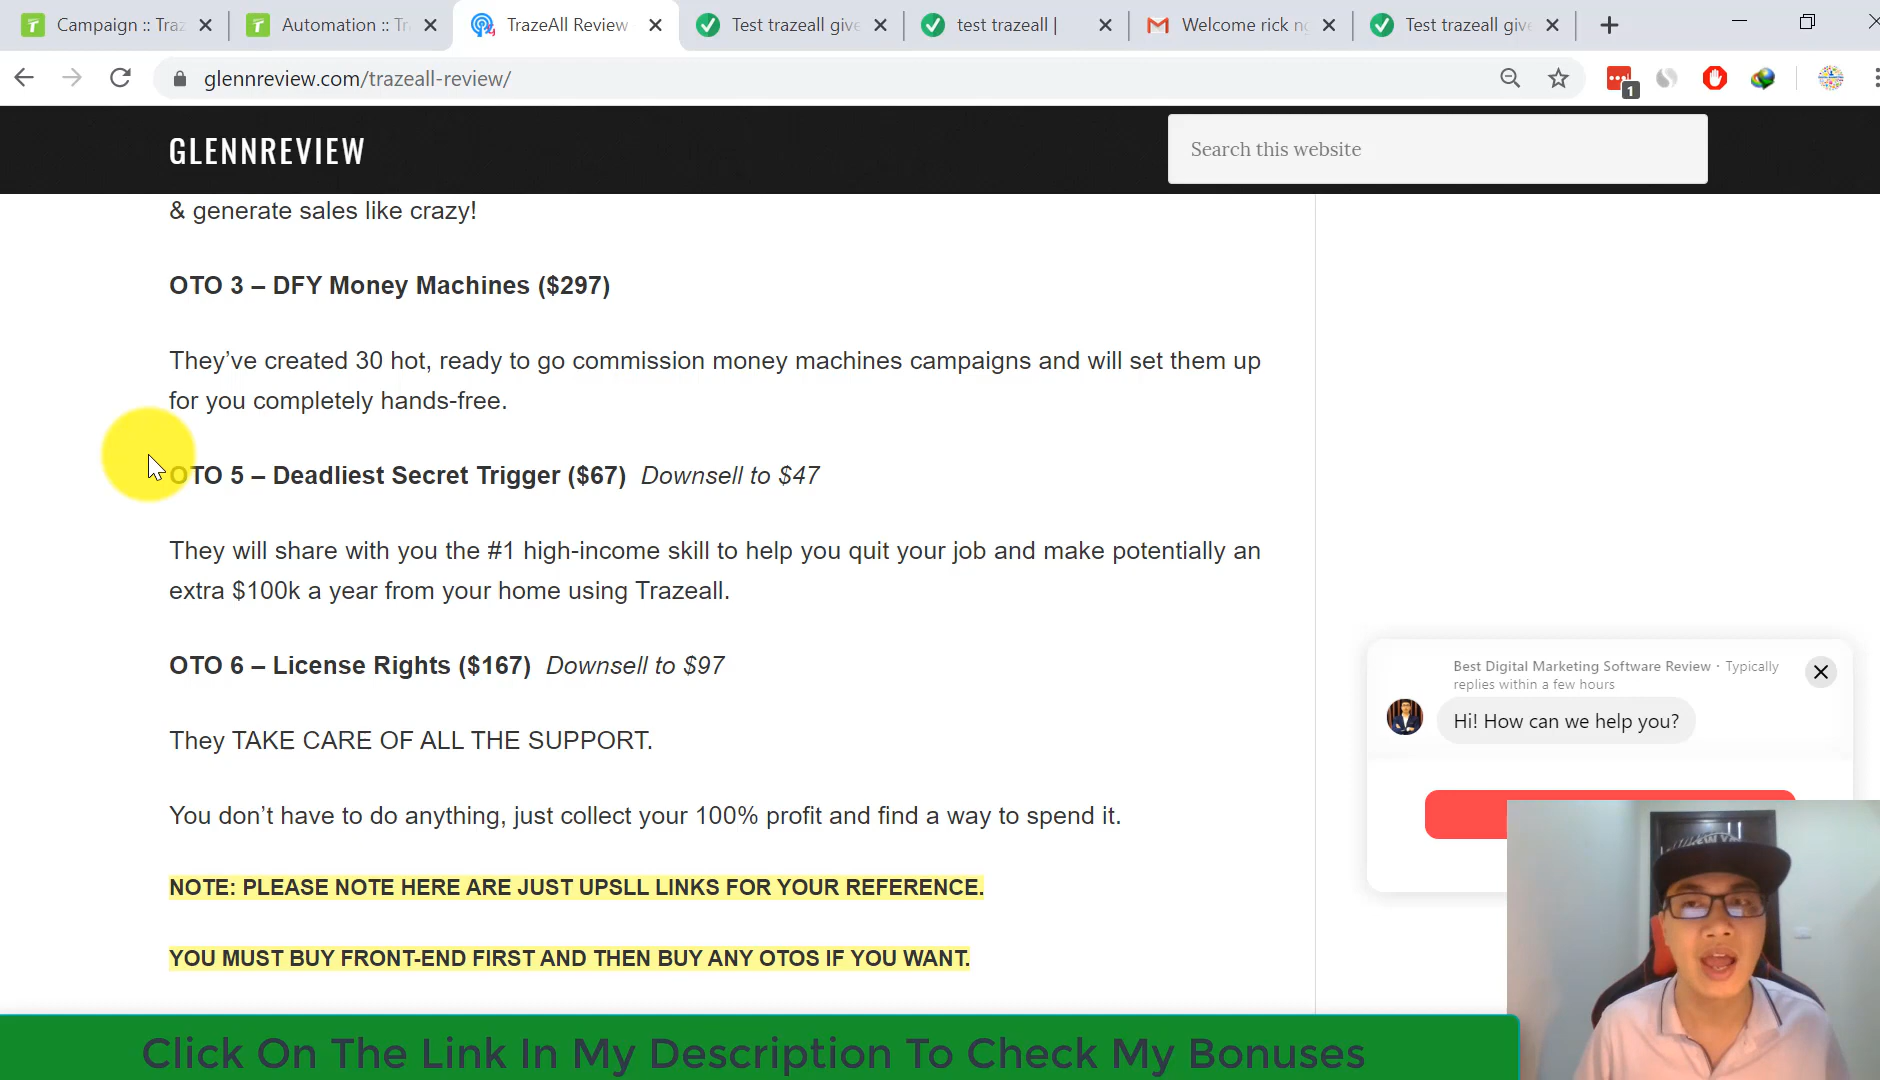 Campaign :: Traz
Automation :: Tr
TrazeAll Review
Test trazeall give
test trazeall |
Welcome rick ng
Test trazeall give
glennreview.com/trazeall-review/
1
GLENNREVIEW
Search this website
& generate sales like crazy!
OTO 3 – DFY Money Machines ($297)
They’ve created 30 hot, ready to go commission money machines campaigns and will set them up
for you completely hands-free.
OTO 5 – Deadliest Secret Trigger ($67) Downsell to $47
They will share with you the #1 high-income skill to help you quit your job and make potentially an
extra $100k a year from your home using Trazeall.
OTO 6 – License Rights ($167) Downsell to $97
They TAKE CARE OF ALL THE SUPPORT.
You don’t have to do anything, just collect your 100% profit and find a way to spend it.
NOTE: PLEASE NOTE HERE ARE JUST UPSLL LINKS FOR YOUR REFERENCE.
YOU MUST BUY FRONT-END FIRST AND THEN BUY ANY OTOS IF YOU WANT.
Best Digital Marketing Software Review · Typically
replies within a few hours
Hi! How can we help you?
Click On The Link In My Description To Check My Bonuses